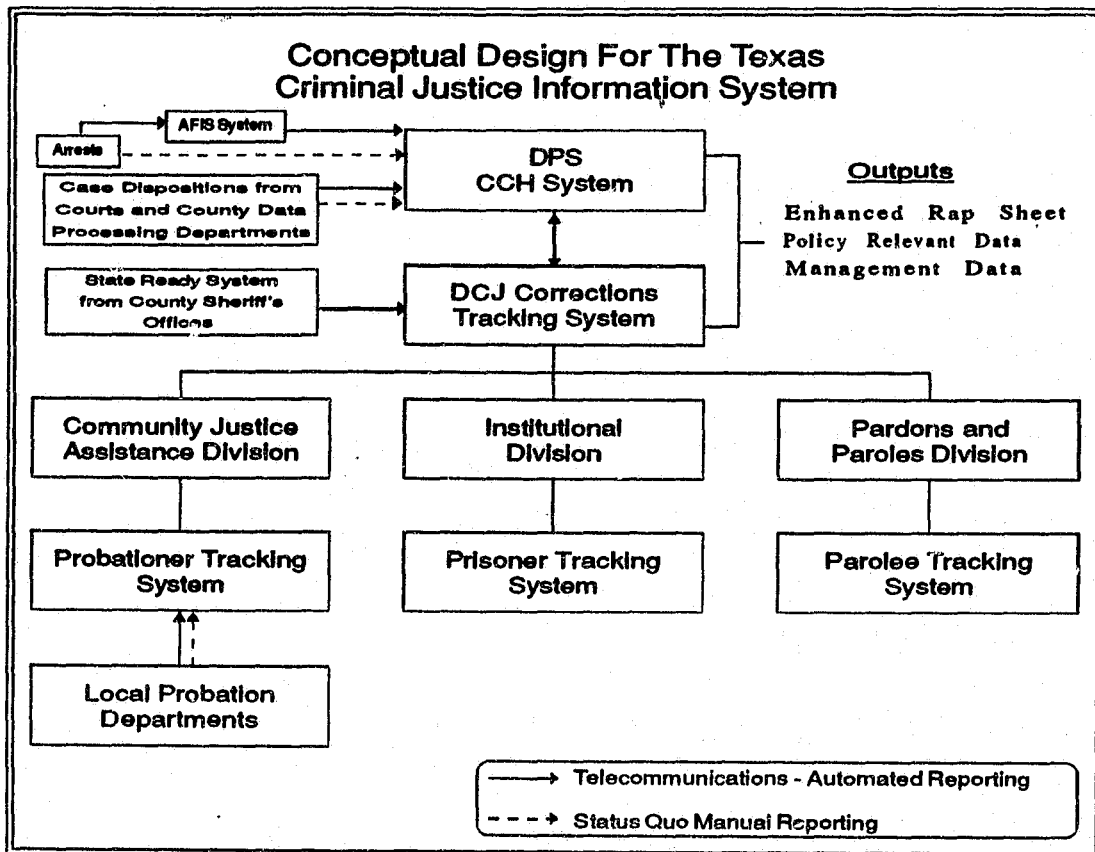 Conceptual Design For The Texas
Criminal Justice Information System
AFIS System
Arrests
DPS
CCH System
Case Dispositions from
Courts and County Data
Processing Departments
Outputs
Enhanced Rap Sheet
Policy Relevant Data
Management Data
State Ready System
from County Sheriff's
Offices
DCJ Corrections
Tracking System
Community Justice
Assistance Division
Institutional
Division
Pardons and
Paroles Division
Probationer Tracking
System
Prisoner Tracking
System
Parolee Tracking
System
Local Probation
Departments
Telecommunications - Automated Reporting
Status Quo Manual Reporting